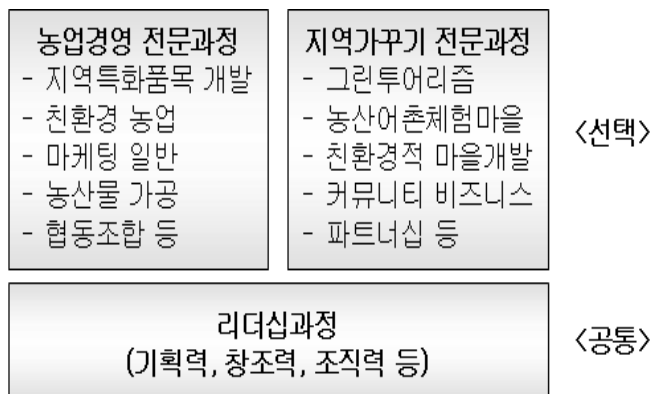 농업경영 전문과정
- 지역특화품목 개발
- 친환경 농업
- 마케팅 일반
- 농산물 가공
- 협동조합 등
지역가꾸기 전문과정
- 그린투어리즘
- 농산어촌체험마을
- 친환경적 마을개발
- 커뮤니티 비즈니스
- 파트너십 등
<선택>
리더십과정
(기획력, 창조력, 조직력 등)
<공통>